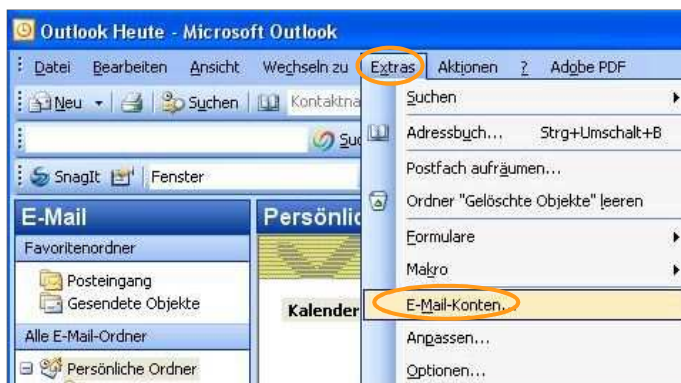 Outlook Heute - Microsoft Outlook
Datei Bearbeiten Ansicht Wechseln zu Extras Aktionen ? Adobe PDF
Neu Suchen Kontaktna
Suchen
Adressbuch... Strg+Umschalt+B
Suc
Postfach aufräumen...
SnagIt Fenster
Ordner "Gelöschte Objekte" leeren
E-Mail
Persönlic
Formulare
Favoritenordner
Makro
Posteingang
Gesendete Objekte
Kalender
E-Mail-Konten...
Alle E-Mail-Ordner
Anpassen...
Persönliche Ordner
Optionen...